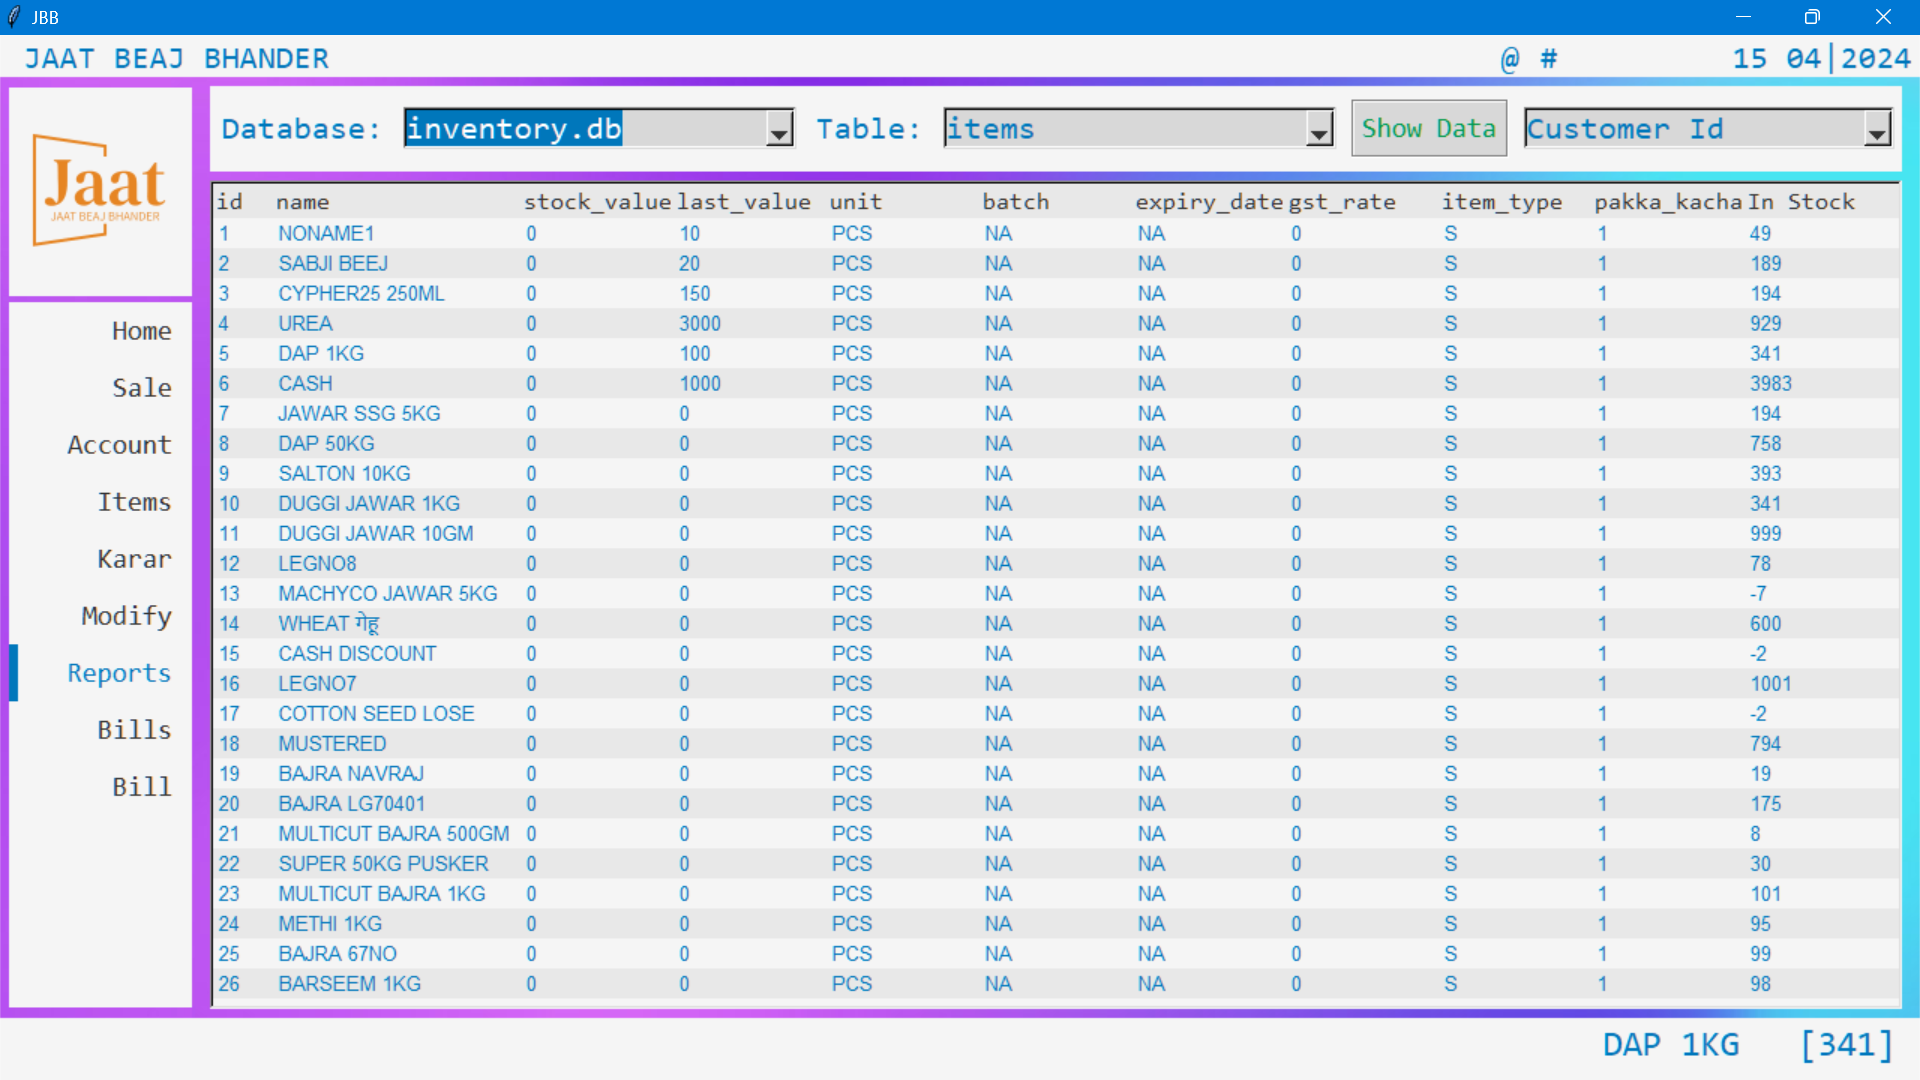 JBB
JAAT BEAJ BHANDER @ # 15 04|2024
Jaat
JAAT BEAJ BHANDER
Database: inventory.db Table: items Show Data Customer Id
Home
Sale
Account
Items
Karar
Modify
Reports
Bills
Bill
id name stock_value last_value unit batch expiry_date gst_rate item_type pakka_kacha In Stock
1 NONAME1 0 10 PCS NA NA 0 S 1 49
2 SABJI BEEJ 0 20 PCS NA NA 0 S 1 189
3 CYPHER25 250ML 0 150 PCS NA NA 0 S 1 194
4 UREA 0 3000 PCS NA NA 0 S 1 929
5 DAP 1KG 0 100 PCS NA NA 0 S 1 341
6 CASH 0 1000 PCS NA NA 0 S 1 3983
7 JAWAR SSG 5KG 0 0 PCS NA NA 0 S 1 194
8 DAP 50KG 0 0 PCS NA NA 0 S 1 758
9 SALTON 10KG 0 0 PCS NA NA 0 S 1 393
10 DUGGI JAWAR 1KG 0 0 PCS NA NA 0 S 1 341
11 DUGGI JAWAR 10GM 0 0 PCS NA NA 0 S 1 999
12 LEGNO8 0 0 PCS NA NA 0 S 1 78
13 MACHYCO JAWAR 5KG 0 0 PCS NA NA 0 S 1 -7
14 WHEAT गेहू 0 0 PCS NA NA 0 S 1 600
15 CASH DISCOUNT 0 0 PCS NA NA 0 S 1 -2
16 LEGNO7 0 0 PCS NA NA 0 S 1 1001
17 COTTON SEED LOSE 0 0 PCS NA NA 0 S 1 -2
18 MUSTERED 0 0 PCS NA NA 0 S 1 794
19 BAJRA NAVRAJ 0 0 PCS NA NA 0 S 1 19
20 BAJRA LG70401 0 0 PCS NA NA 0 S 1 175
21 MULTICUT BAJRA 500GM 0 0 PCS NA NA 0 S 1 8
22 SUPER 50KG PUSKER 0 0 PCS NA NA 0 S 1 30
23 MULTICUT BAJRA 1KG 0 0 PCS NA NA 0 S 1 101
24 METHI 1KG 0 0 PCS NA NA 0 S 1 95
25 BAJRA 67NO 0 0 PCS NA NA 0 S 1 99
26 BARSEEM 1KG 0 0 PCS NA NA 0 S 1 98
DAP 1KG [341]